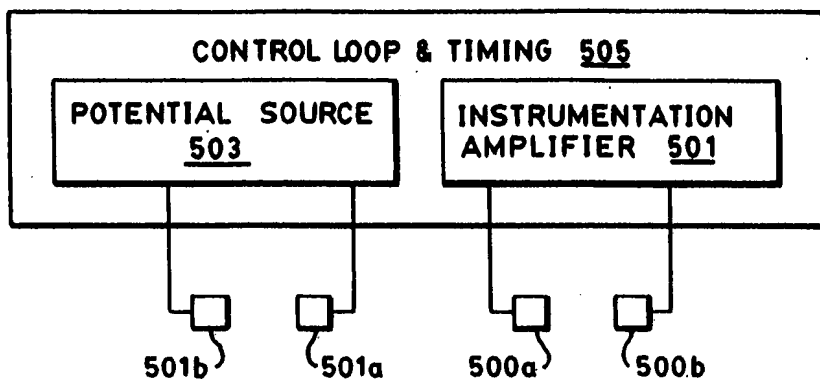 CONTROL LOOP & TIMING 505
POTENTIAL SOURCE
503
INSTRUMENTATION
AMPLIFIER 501
501b
501a
500a
500b